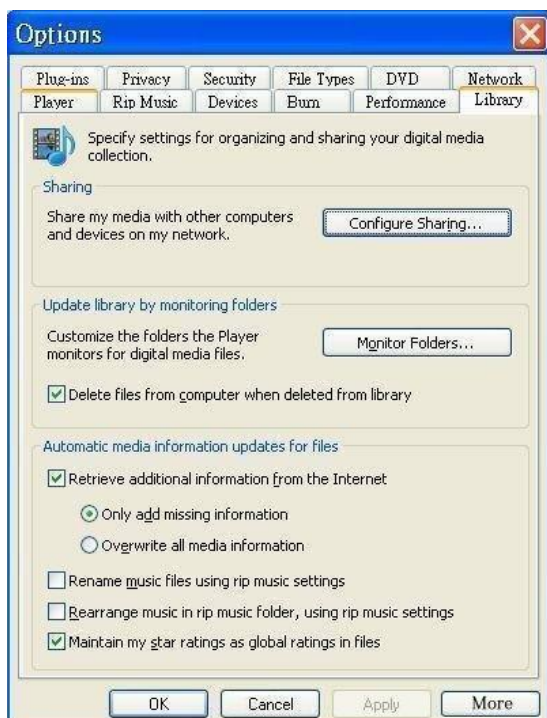 Options
Plug-ins Privacy Security File Types DVD Network
Player Rip Music Devices Burn Performance Library
Specify settings for organizing and sharing your digital media
collection.
Sharing
Share my media with other computers
and devices on my network.
Configure Sharing...
Update library by monitoring folders
Customize the folders the Player
monitors for digital media files.
Monitor Folders...
Delete files from computer when deleted from library
Automatic media information updates for files
Retrieve additional information from the Internet
Only add missing information
Overwrite all media information
Rename music files using rip music settings
Rearrange music in rip music folder, using rip music settings
Maintain my star ratings as global ratings in files
OK Cancel Apply More